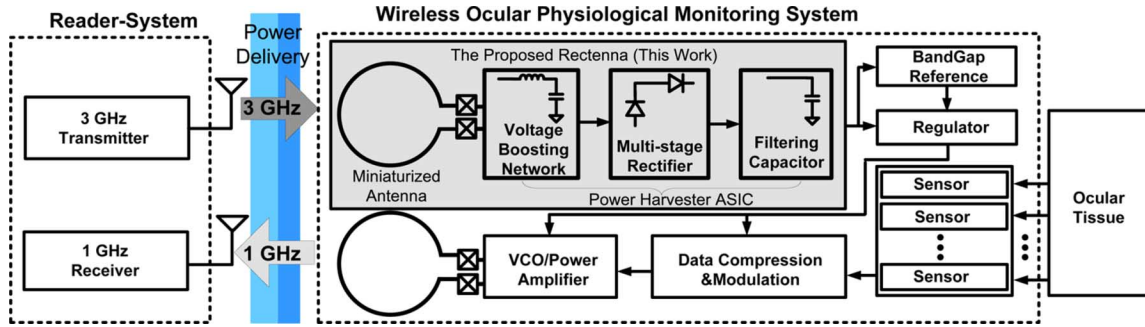 Reader-System
Power
Delivery
Wireless Ocular Physiological Monitoring System
3 GHz
Transmitter
3 GHz
1 GHz
Receiver
1 GHz
The Proposed Rectenna (This Work)
Miniaturized
Antenna
Voltage
Boosting
Network
Multi-stage
Rectifier
Filtering
Capacitor
Power Harvester ASIC
BandGap
Reference
Regulator
Sensor
Sensor
Sensor
Ocular
Tissue
VCO/Power
Amplifier
Data Compression
&Modulation